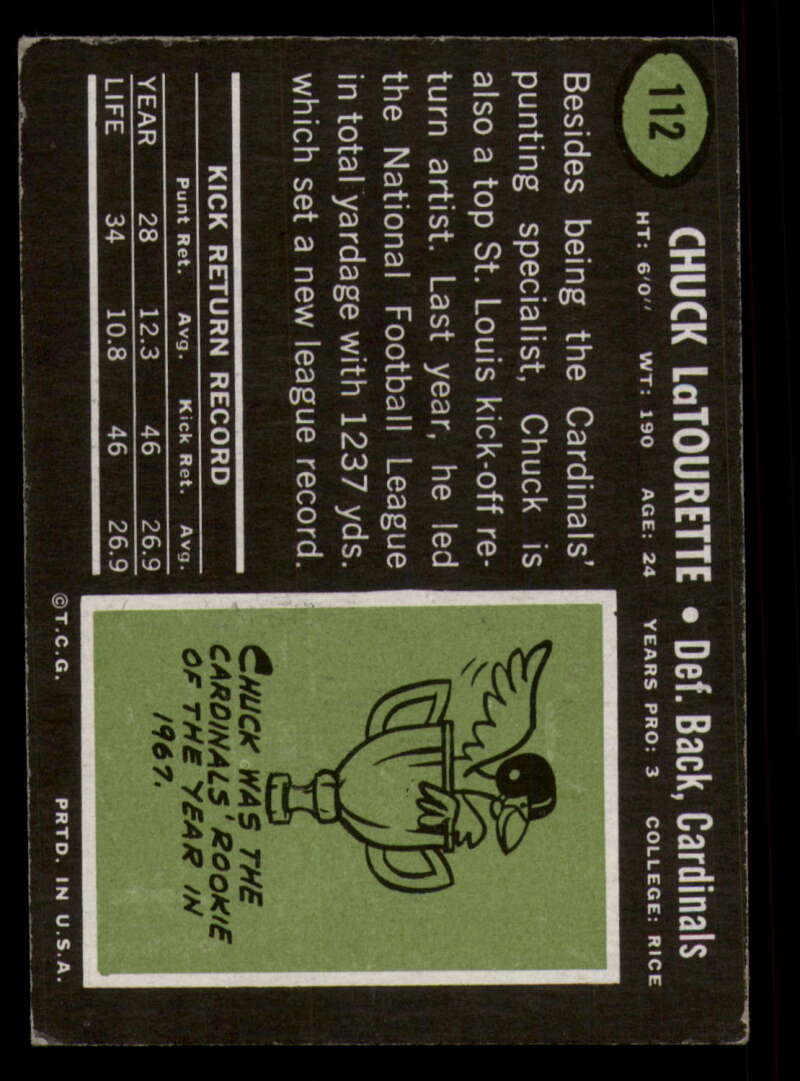 112
CHUCK LaTOURETTE • Def. Back, Cardinals
HT: 6'0" WT: 190 AGE: 24 YEARS PRO: 3 COLLEGE: RICE
Besides being the Cardinals'
punting specialist, Chuck is
also a top St. Louis kick-off re-
turn artist. Last year, he led
the National Football League
in total yardage with 1237 yds.
which set a new league record.
KICK RETURN RECORD
Punt Ret. Avg. Kick Ret. Avg.
YEAR 28 12.3 46 26.9
LIFE 34 10.8 46 26.9
CHUCK WAS THE
CARDINALS' ROOKIE
OF THE YEAR IN
1967.
©T.C.G. PRTD. IN U.S.A.